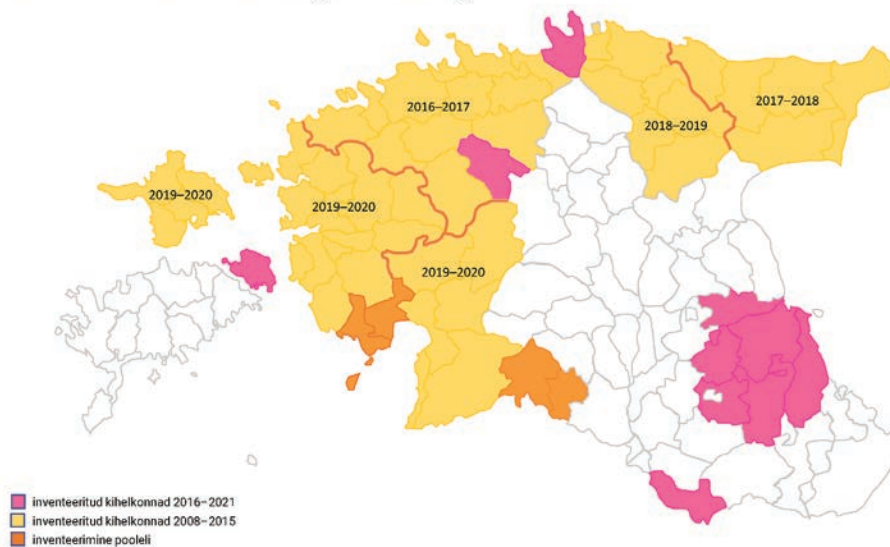 2016–2017
2017–2018
2018–2019
2019–2020
2019–2020
2019–2020
inventeeritud kihelkonnad 2016–2021
inventeeritud kihelkonnad 2008–2015
inventeerimine pooleli